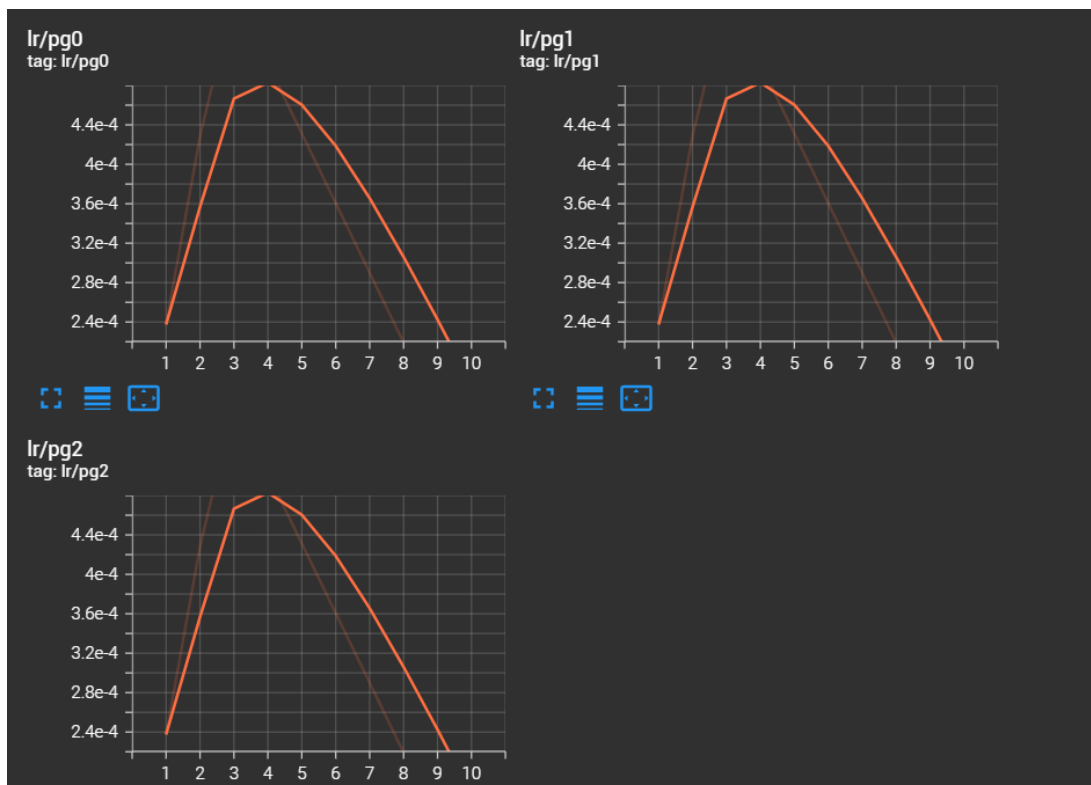 lr/pg0
tag: lr/pg0
4.4e-4
4e-4
3.6e-4
3.2e-4
2.8e-4
2.4e-4
1 2 3 4 5 6 7 8 9 10
lr/pg1
tag: lr/pg1
4.4e-4
4e-4
3.6e-4
3.2e-4
2.8e-4
2.4e-4
1 2 3 4 5 6 7 8 9 10
lr/pg2
tag: lr/pg2
4.4e-4
4e-4
3.6e-4
3.2e-4
2.8e-4
2.4e-4
1 2 3 4 5 6 7 8 9 10